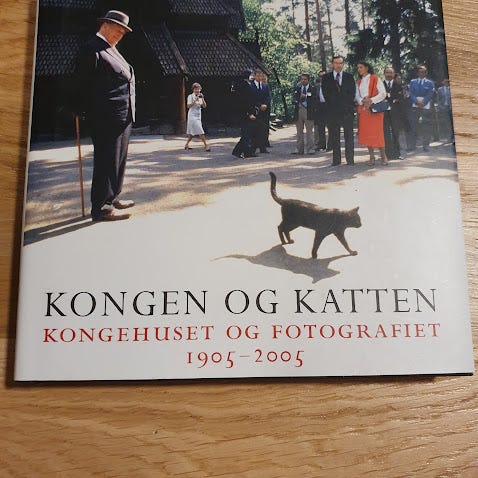 KONGEN OG KATTEN
KONGEHUSET OG FOTOGRAFIET
1905–2005